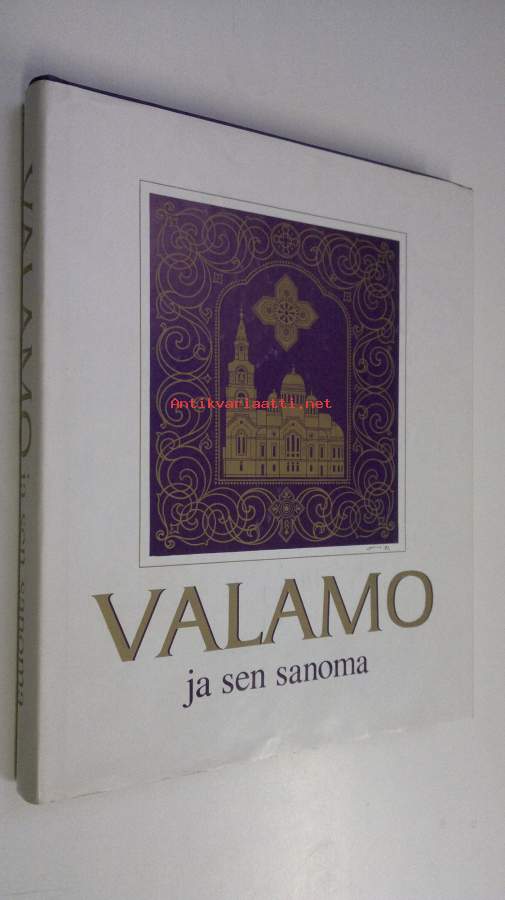 VALAMO ja sen sanoma
Antikvariaatti.net
VALAMO
ja sen sanoma